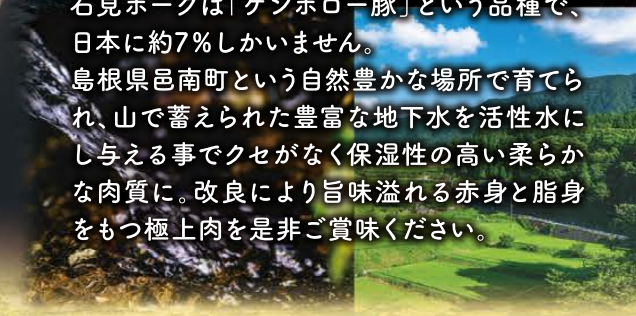 石見ポークは「ケンボロー豚」という品種で、
日本に約7%しかいません。
島根県邑南町という自然豊かな場所で育てら
れ、山で蓄えられた豊富な地下水を活性水に
し与える事でクセがなく保湿性の高い柔らか
な肉質に。改良により旨味溢れる赤身と脂身
をもつ極上肉を是非ご賞味ください。